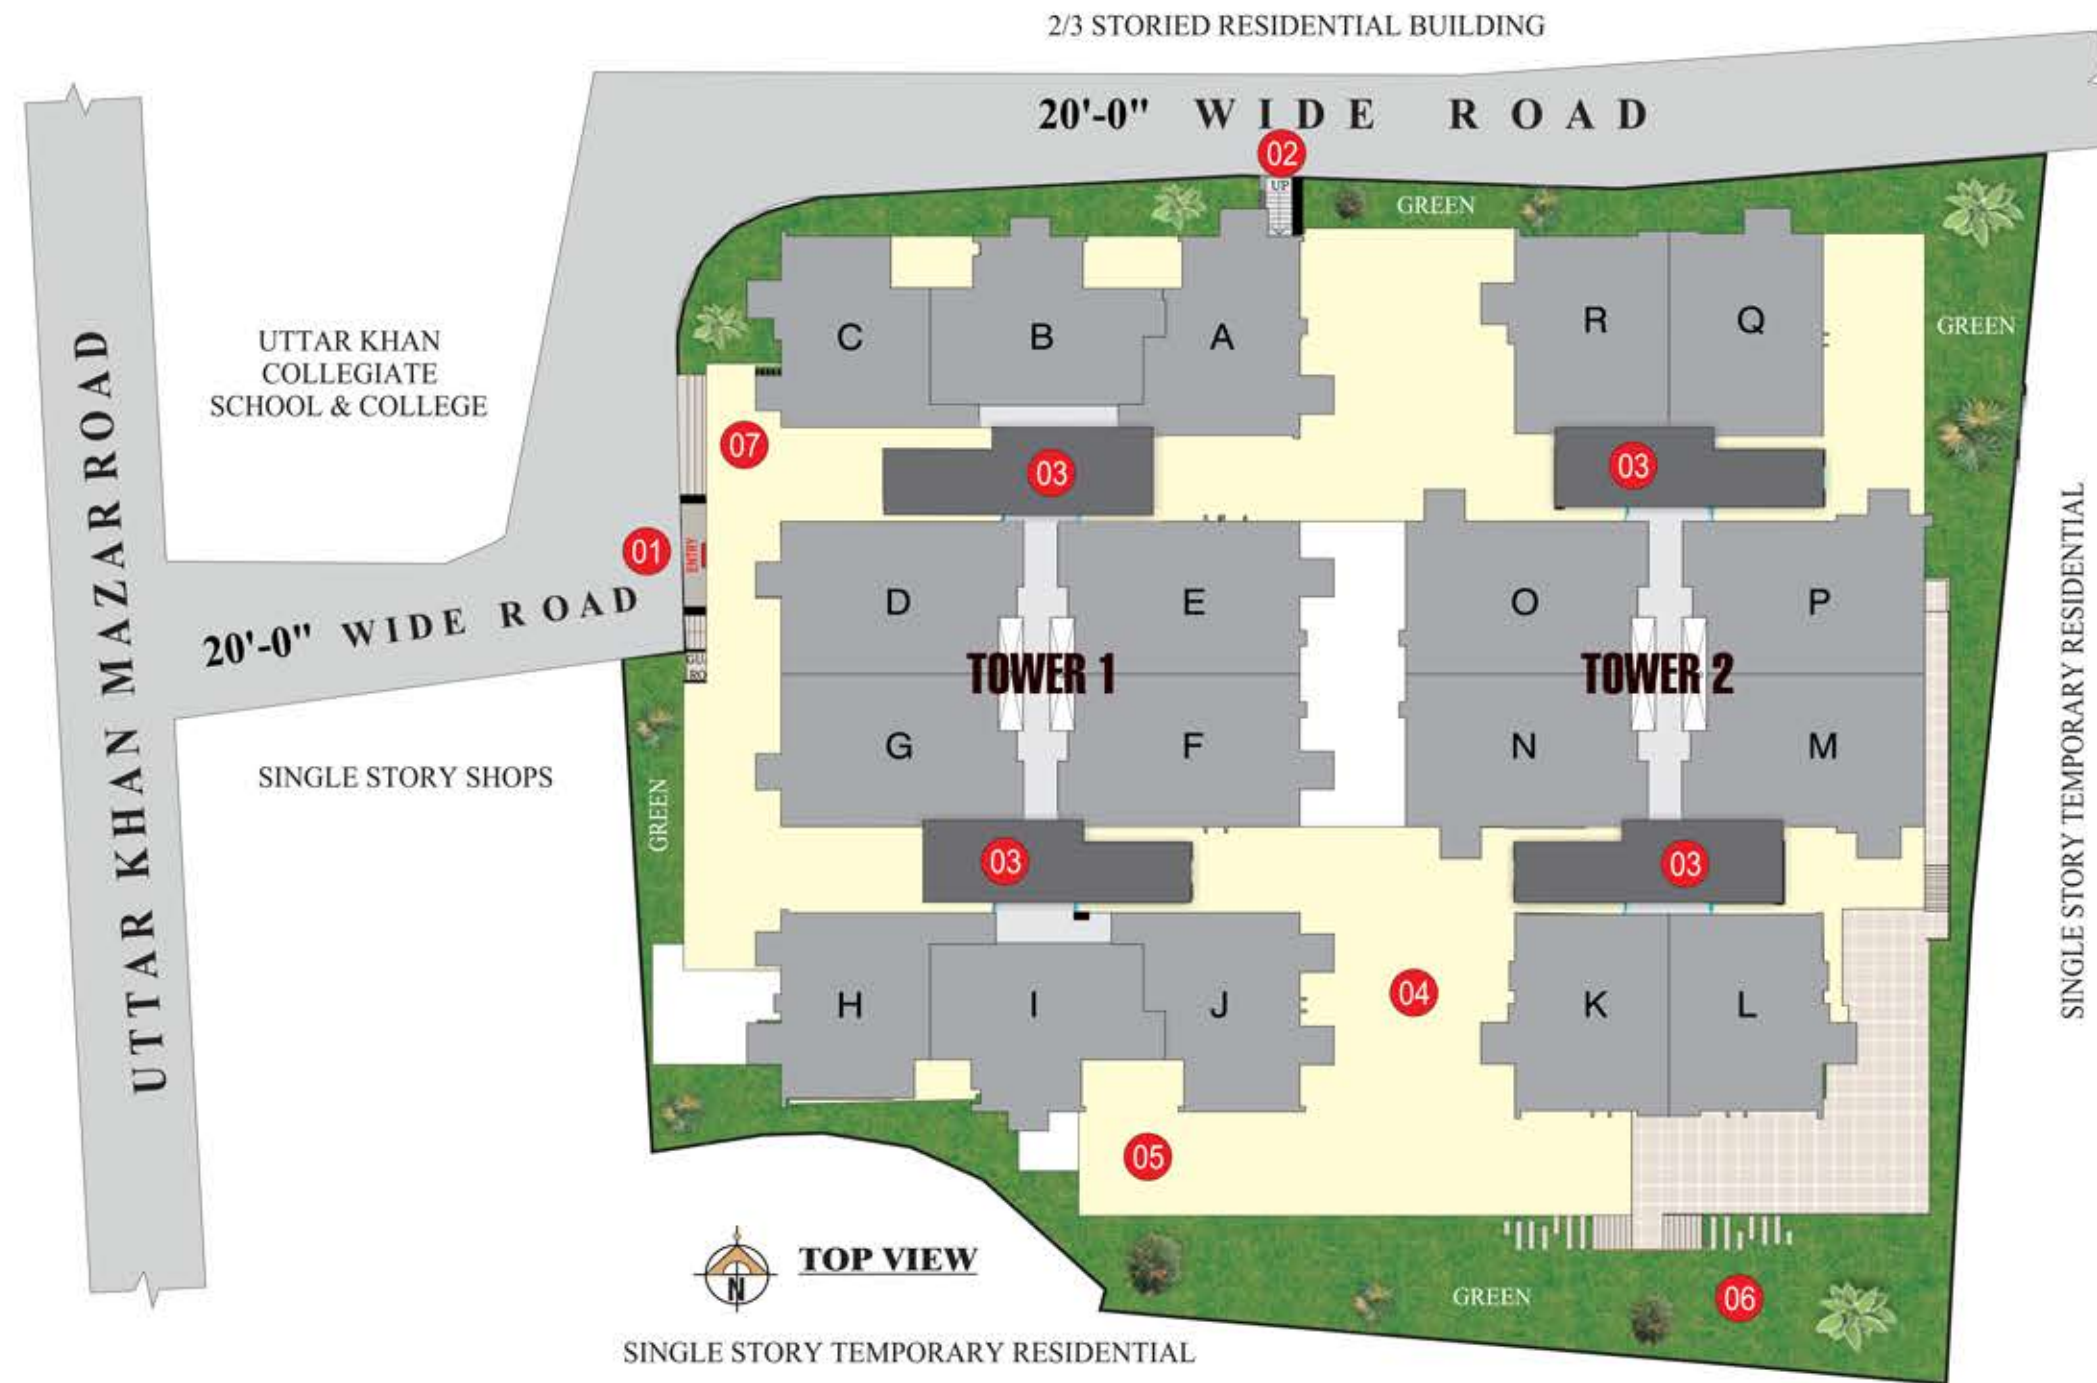 2/3 STORIED RESIDENTIAL BUILDING
20'-0" WIDE ROAD
02
UP
GREEN
C
B
A
R
Q
GREEN
UTTAR KHAN
COLLEGIATE
SCHOOL & COLLEGE
UTTAR KHAN MAZAR ROAD
07
03
03
01
ENTRY
20'-0" WIDE ROAD
D
E
O
P
TOWER 1
TOWER 2
SINGLE STORY TEMPORARY RESIDENTIAL
G
F
N
M
SINGLE STORY SHOPS
GREEN
03
03
04
H
I
J
K
L
05
N
TOP VIEW
GREEN
06
SINGLE STORY TEMPORARY RESIDENTIAL